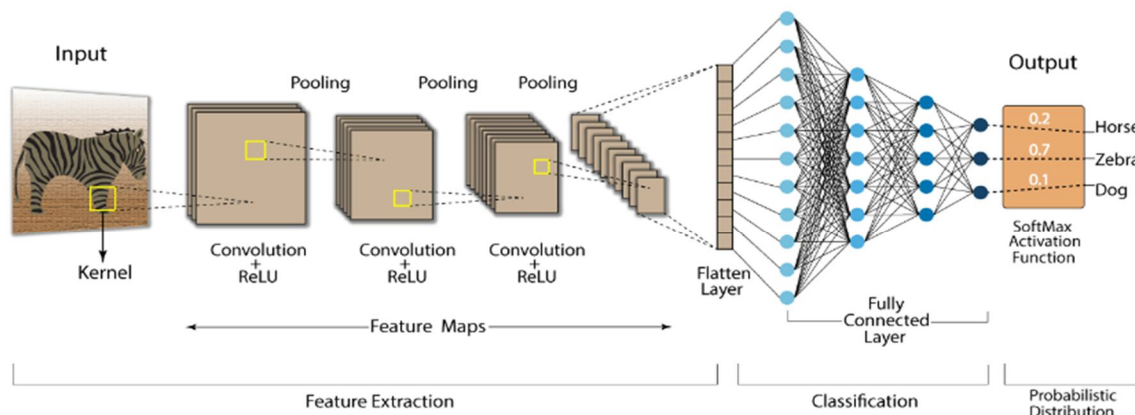 Input
Pooling
Pooling
Pooling
Output
0.2
Horse
0.7
Zebra
0.1
Dog
Kernel
Convolution
+
ReLU
Convolution
+
ReLU
Convolution
+
ReLU
Flatten
Layer
SoftMax
Activation
Function
Fully
Connected
Layer
Feature Maps
Feature Extraction
Classification
Probabilistic
Distribution